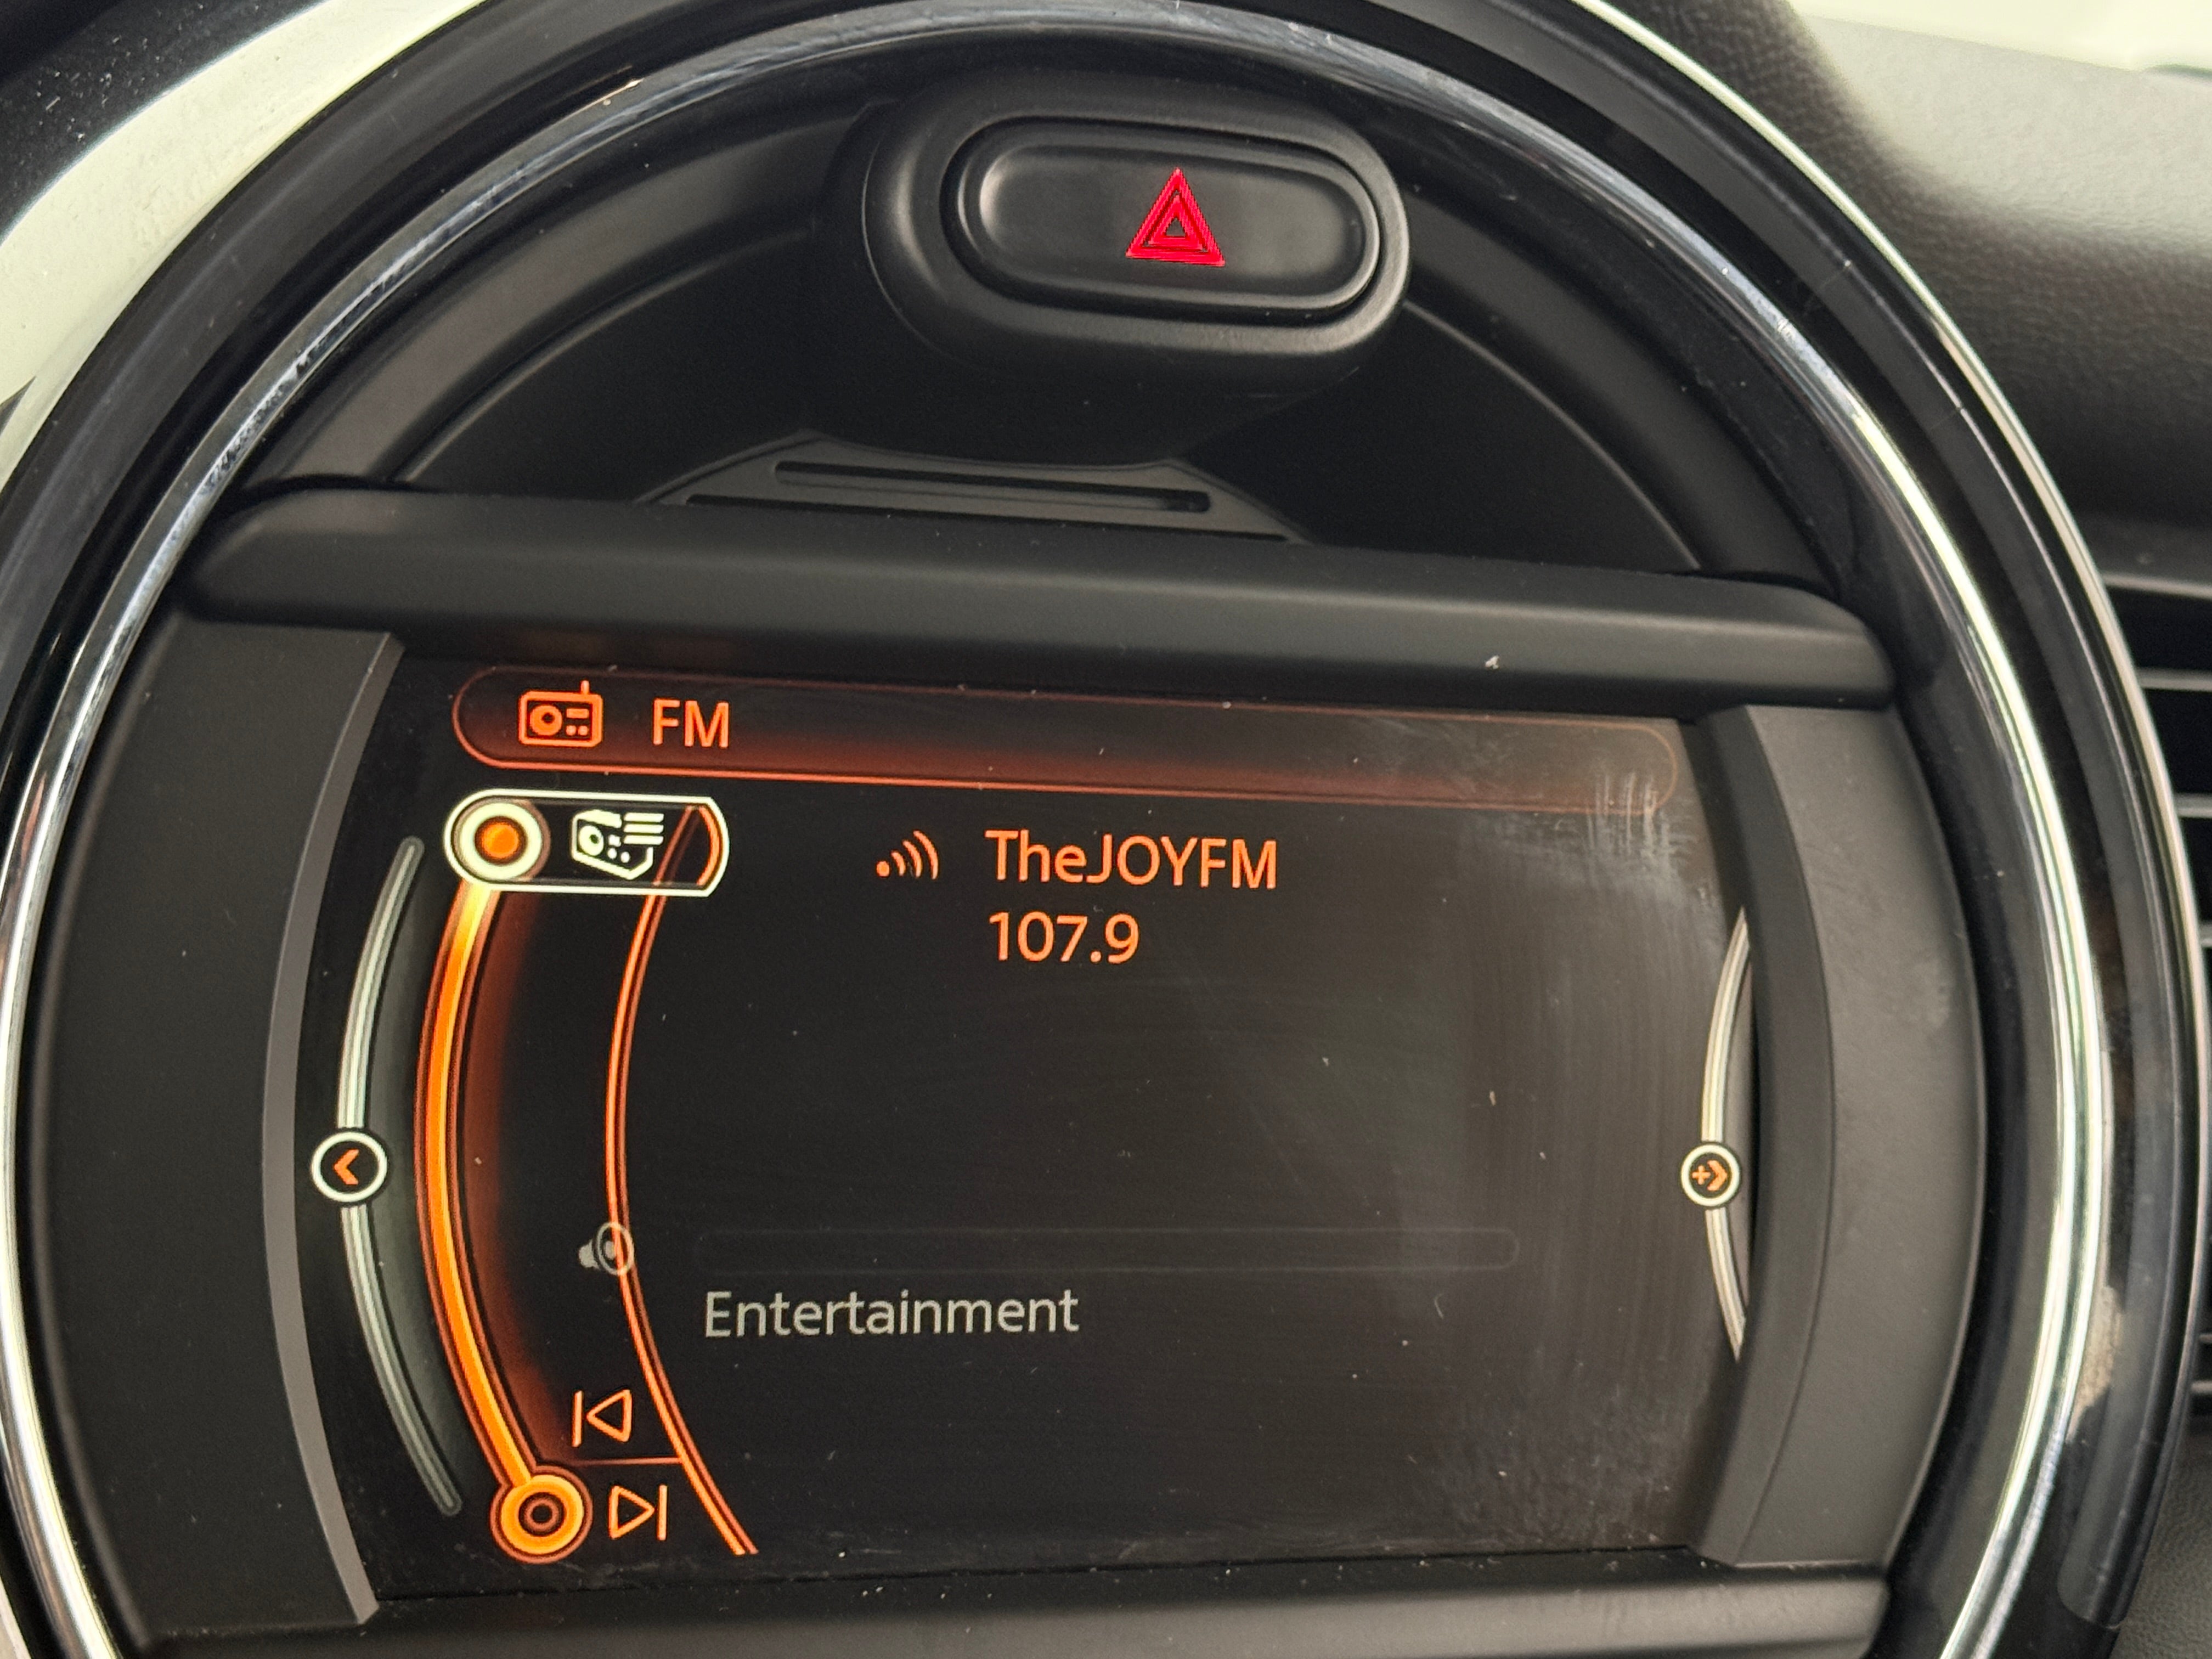 FM
TheJOYFM
107.9
Entertainment